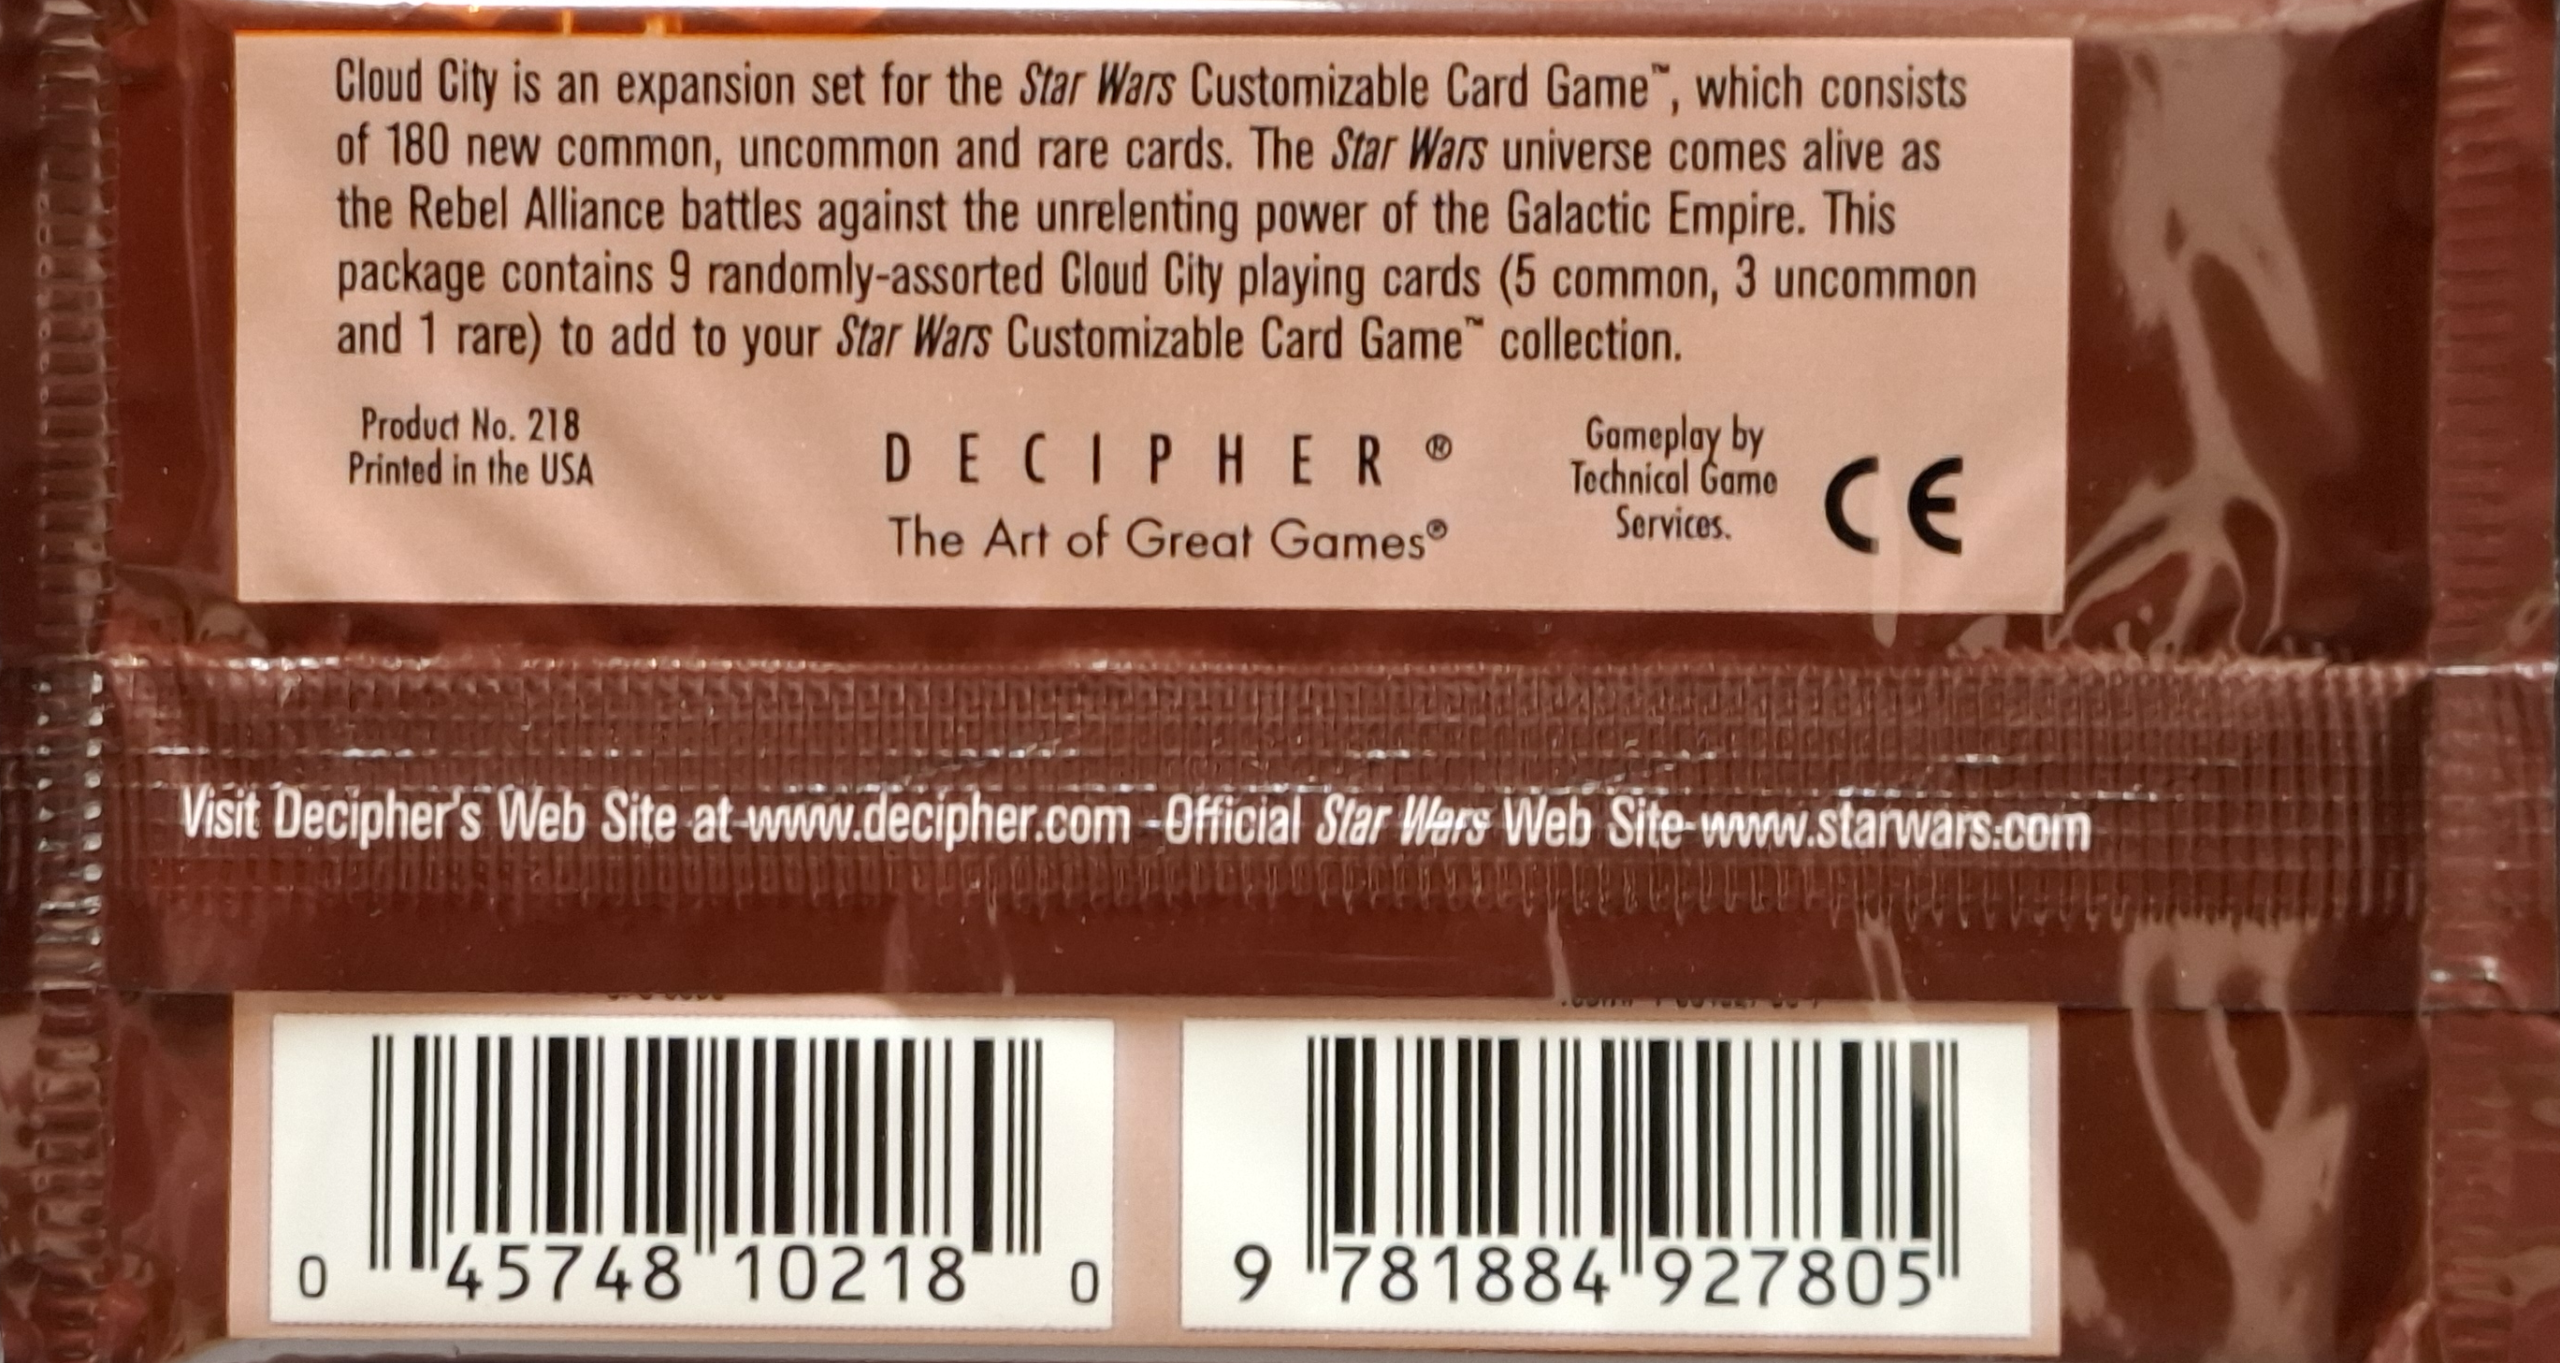 Cloud City is an expansion set for the Star Wars Customizable Card Game™, which consists
of 180 new common, uncommon and rare cards. The Star Wars universe comes alive as
the Rebel Alliance battles against the unrelenting power of the Galactic Empire. This
package contains 9 randomly-assorted Cloud City playing cards (5 common, 3 uncommon
and 1 rare) to add to your Star Wars Customizable Card Game™ collection.
Product No. 218
Printed in the USA
DECIPHER®
The Art of Great Games®
Gameplay by
Technical Game
Services.
CE
Visit Decipher's Web Site at www.decipher.com Official Star Wars Web Site www.starwars.com
0 45748 10218 0
9 781884 927805